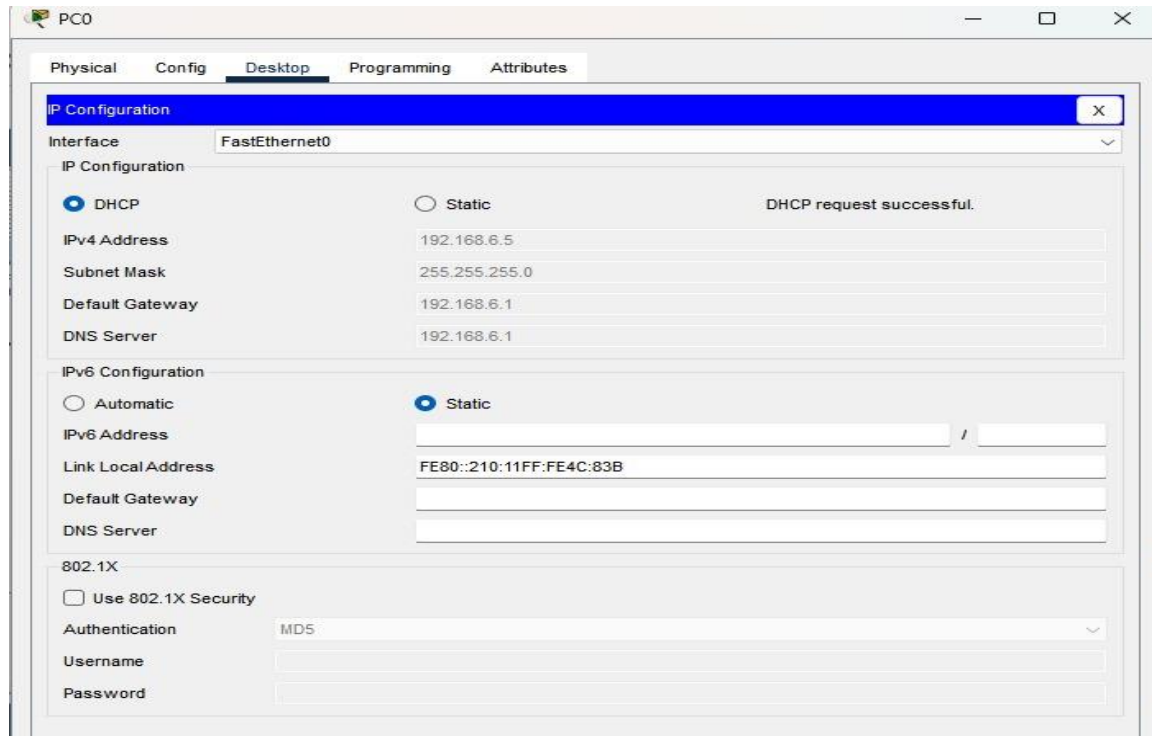 PC0
Physical Config Desktop Programming Attributes
IP Configuration X
Interface FastEthernet0
IP Configuration
DHCP Static DHCP request successful.
IPv4 Address 192.168.6.5
Subnet Mask 255.255.255.0
Default Gateway 192.168.6.1
DNS Server 192.168.6.1
IPv6 Configuration
Automatic Static
IPv6 Address /
Link Local Address FE80::210:11FF:FE4C:83B
Default Gateway
DNS Server
802.1X
Use 802.1X Security
Authentication MD5
Username
Password